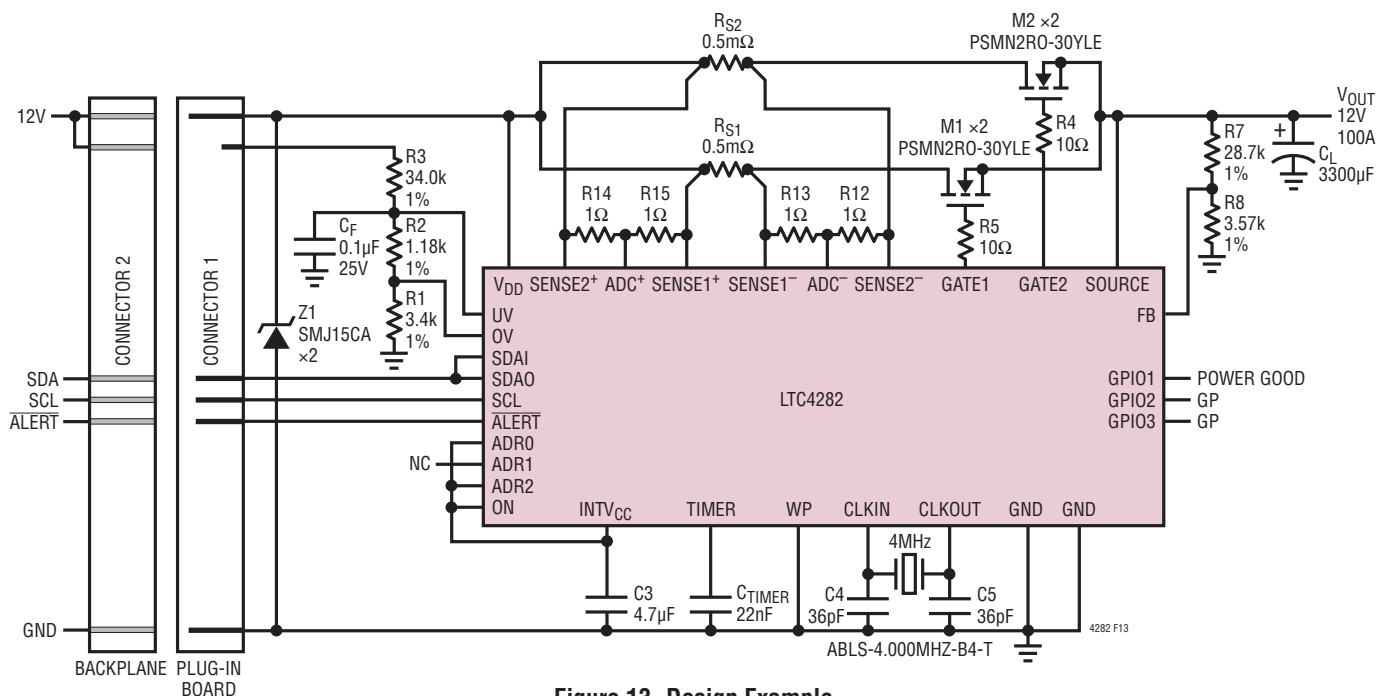 RS2
0.5mΩ
M2 ×2
PSMN2RO-30YLE
12V
VOUT
12V
100A
RS1
0.5mΩ
M1 ×2
PSMN2RO-30YLE
R4
10Ω
R7
28.7k
1%
+
CL
3300µF
R3
34.0k
1%
R14
1Ω
R15
1Ω
R13
1Ω
R12
1Ω
R5
10Ω
R8
3.57k
1%
CF
0.1µF
25V
R2
1.18k
1%
CONNECTOR 2
CONNECTOR 1
VDD
SENSE2+
ADC+
SENSE1+
SENSE1–
ADC–
SENSE2–
GATE1
GATE2
SOURCE
Z1
SMJ15CA
×2
R1
3.4k
1%
UV
OV
SDAI
SDAO
SCL
ALERT
ADR0
ADR1
ADR2
ON
FB
SDA
SCL
ALERT
NC
LTC4282
GPIO1
GPIO2
GPIO3
POWER GOOD
GP
GP
INTVCC
TIMER
WP
CLKIN
CLKOUT
GND
GND
4MHz
C3
4.7µF
CTIMER
22nF
C4
36pF
C5
36pF
GND
ABLS-4.000MHZ-B4-T
4282 F13
BACKPLANE
PLUG-IN
BOARD